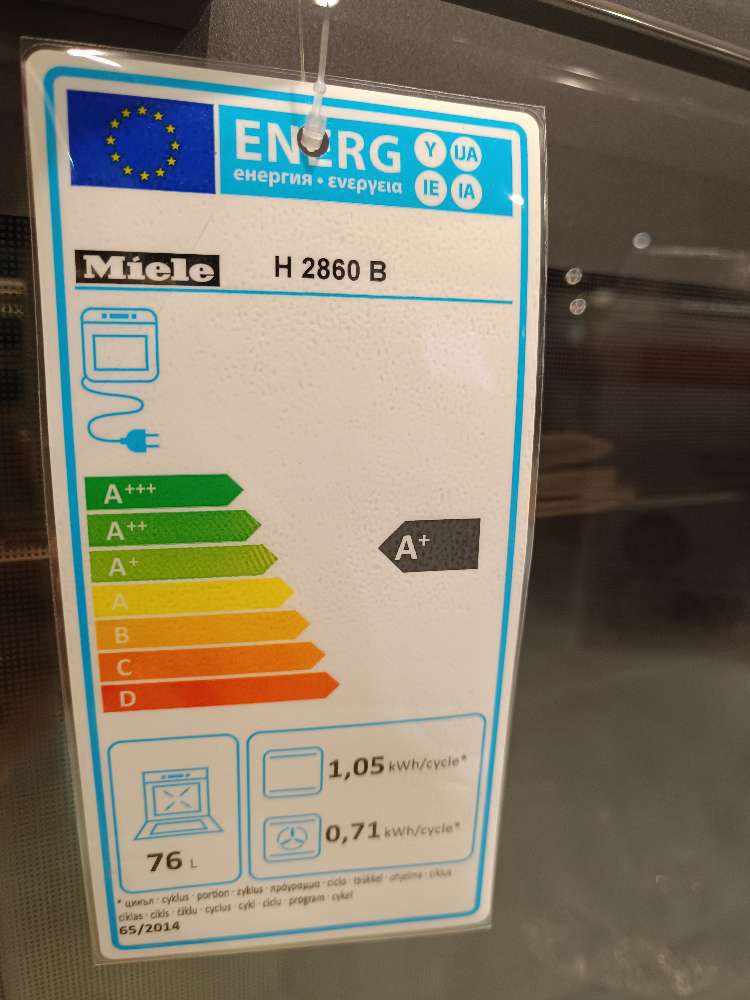 ENERG Y IJA
енергия · ενεργεια IE IA
Miele H 2860 B
A+++
A++
A+
A+
A
B
C
D
1,05 kWh/cycle*
76 L
0,71 kWh/cycle*
* цикъл · cyklus · portion · zyklus · πρόγραμμα · ciclo · tsükkel · ohjelma · ciklus
ciklas · cikls · ċiklu · cyclus · cykl · ciclu · program · cykel
65/2014